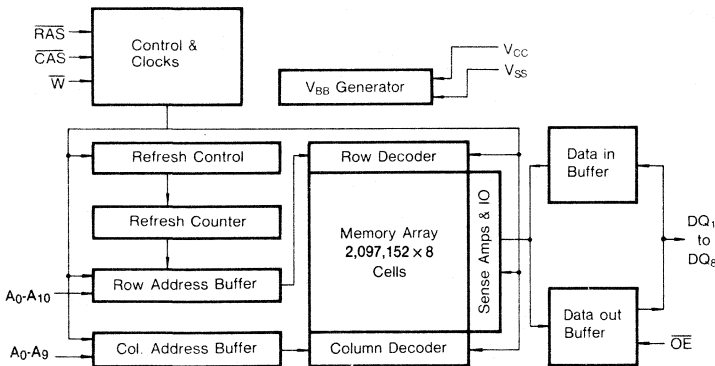 RAS
CAS
W
Control &
Clocks
VBB Generator
VCC
VSS
Refresh Control
Refresh Counter
Row Address Buffer
Col. Address Buffer
A0-A10
A0-A9
Row Decoder
Memory Array
2,097,152 × 8
Cells
Column Decoder
Sense Amps & IO
Data in
Buffer
Data out
Buffer
DQ1
to
DQ8
OE